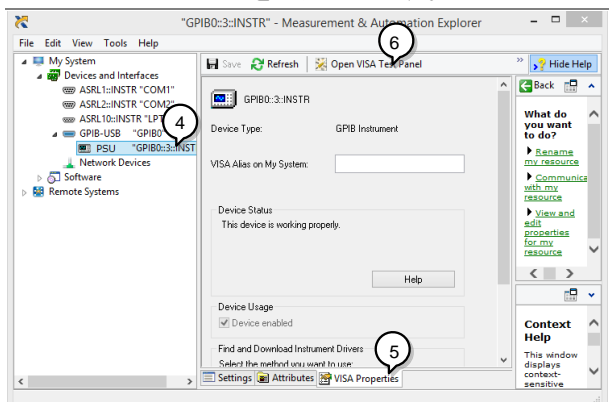 "GPIB0::3::INSTR" - Measurement & Automation Explorer
File Edit View Tools Help
My System
Devices and Interfaces
ASRL1::INSTR "COM1"
ASRL2::INSTR "COM2"
ASRL10::INSTR "LPT
GPIB-USB "GPIB0"
PSU "GPIB0::3::INST
Network Devices
Software
Remote Systems
4
Save Refresh Open VISA Test Panel
6
GPIB0::3::INSTR
Device Type: GPIB Instrument
VISA Alias on My System:
Device Status
This device is working properly.
Help
Device Usage
Device enabled
Find and Download Instrument Drivers
Select the method you want to use:
5
Settings Attributes VISA Properties
» Hide Help
Back
What do
you want
to do?
Rename
my resource
Communica
with my
resource
View and
edit
properties
for my
resource
Context
Help
This window
displays
context-
sensitive